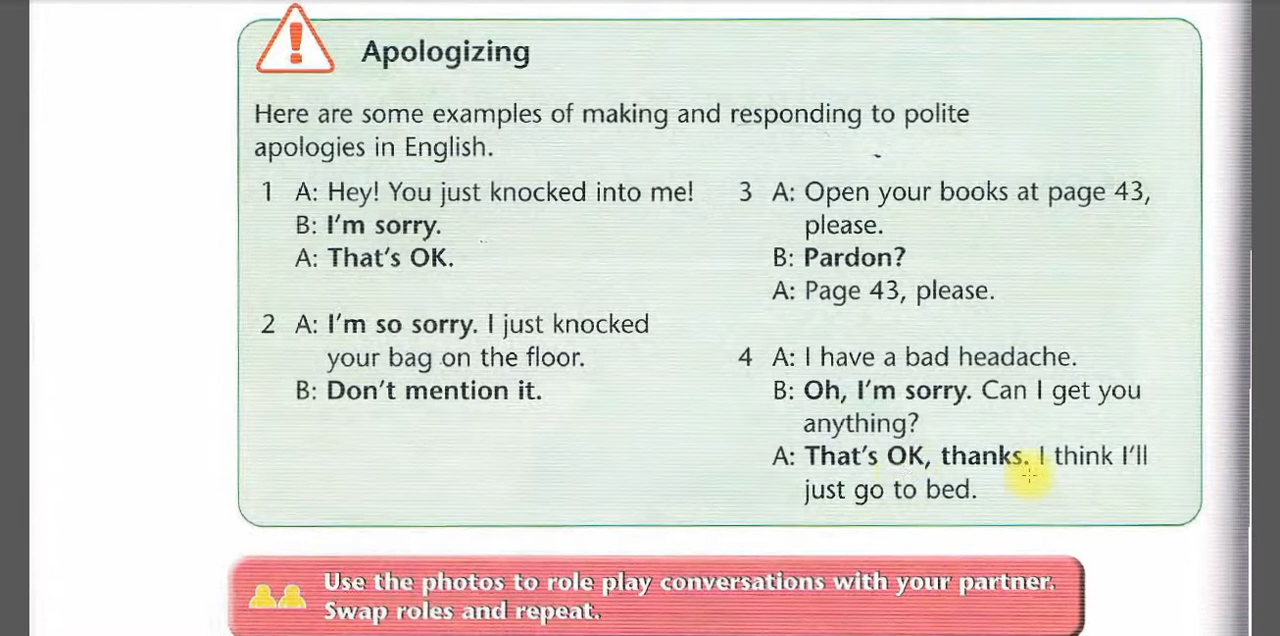 Apologizing
Here are some examples of making and responding to polite
apologies in English.
1 A: Hey! You just knocked into me!
B: I'm sorry.
A: That's OK.
2 A: I'm so sorry. I just knocked
your bag on the floor.
B: Don't mention it.
3 A: Open your books at page 43,
please.
B: Pardon?
A: Page 43, please.
4 A: I have a bad headache.
B: Oh, I'm sorry. Can I get you
anything?
A: That's OK, thanks. I think I'll
just go to bed.
Use the photos to role play conversations with your partner.
Swap roles and repeat.